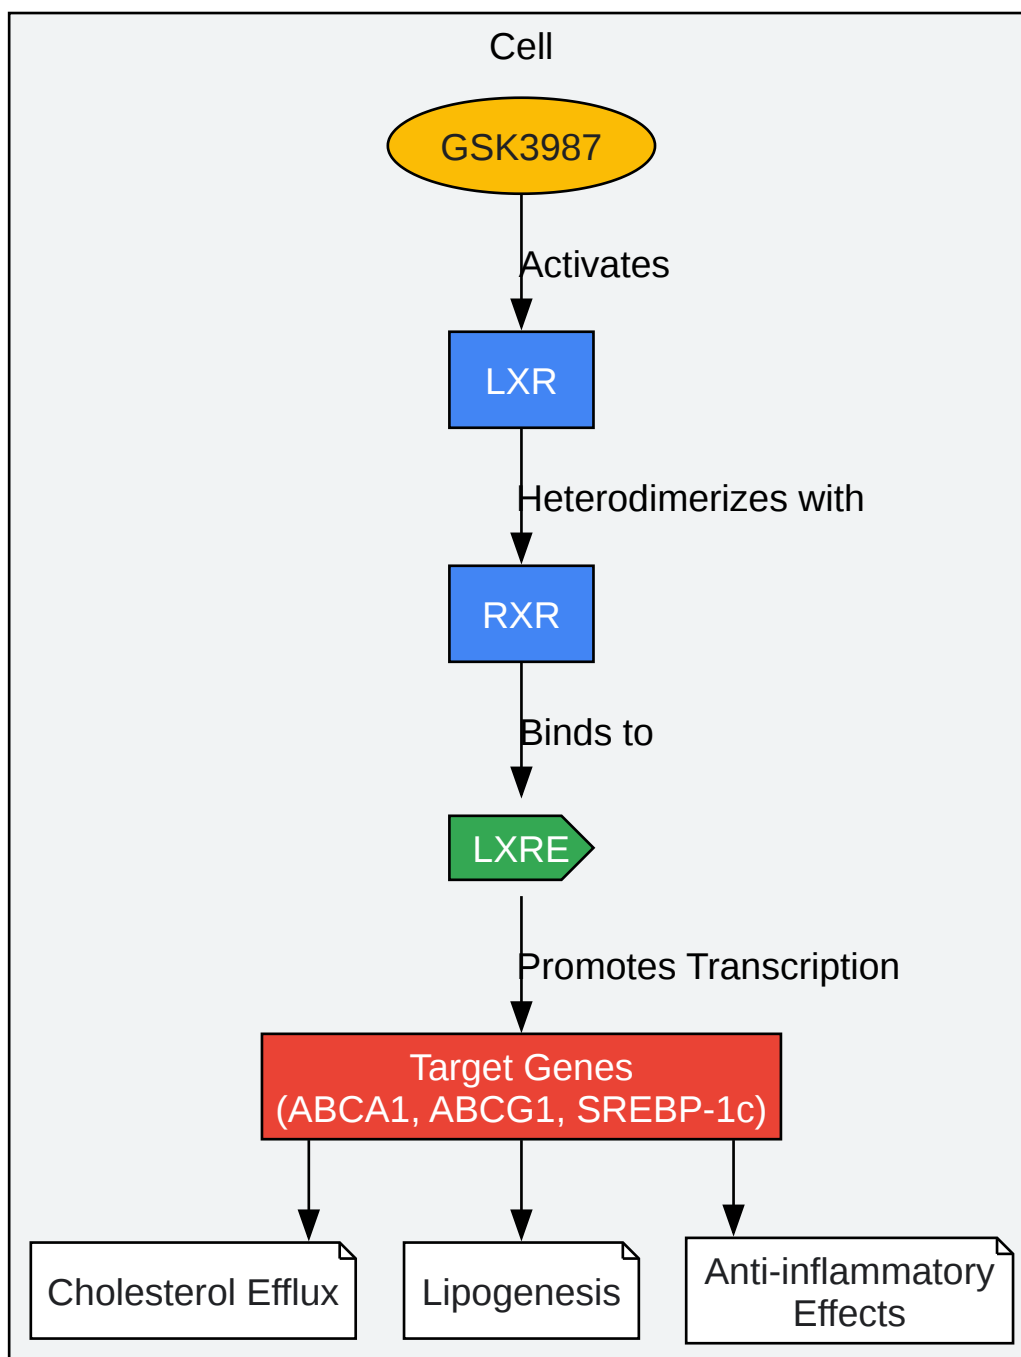 Cell
GSK3987
Activates
LXR
Heterodimerizes with
RXR
Binds to
LXRE
Promotes Transcription
Target Genes
(ABCA1, ABCG1, SREBP-1c)
Cholesterol Efflux
Lipogenesis
Anti-inflammatory
Effects